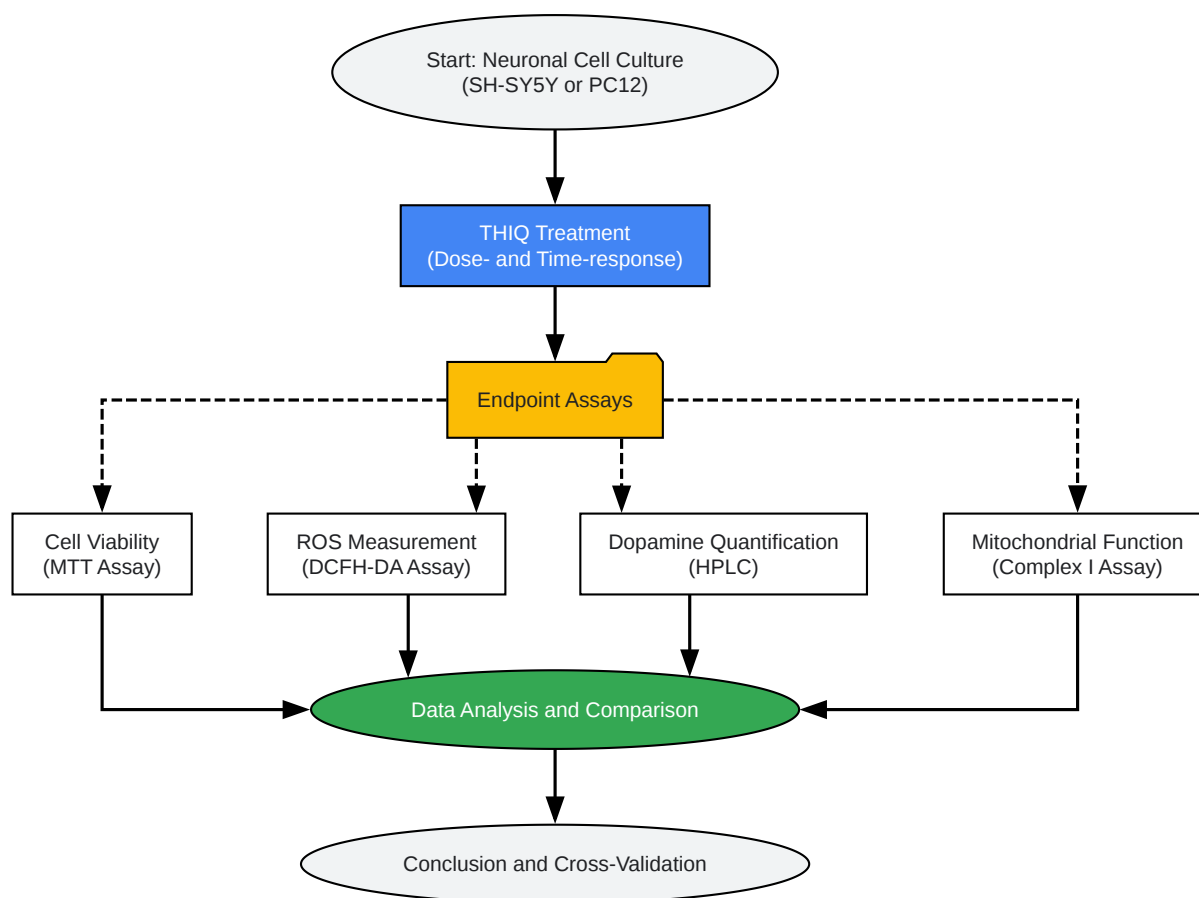 Start: Neuronal Cell Culture
(SH-SY5Y or PC12)
THIQ Treatment
(Dose- and Time-response)
Endpoint Assays
Cell Viability
(MTT Assay)
ROS Measurement
(DCFH-DA Assay)
Dopamine Quantification
(HPLC)
Mitochondrial Function
(Complex I Assay)
Data Analysis and Comparison
Conclusion and Cross-Validation